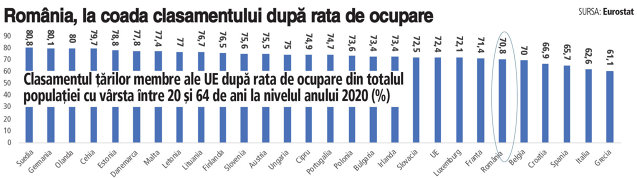 România, la coada clasamentului după rata de ocupare
SURSA: Eurostat
Clasamentul țărilor membre ale UE după rata de ocupare din totalul
populației cu vârsta între 20 și 64 de ani la nivelul anului 2020 (%)
90
80
70
60
50
40
30
20
10
0
80,8
80,1
80
79,7
78,8
77,8
77,4
77
76,7
76,5
75,6
75,5
75
74,9
74,7
73,6
73,4
73,4
72,5
72,4
72,1
71,4
70,8
70
66,9
65,7
62,6
61,1
Suedia
Germania
Olanda
Cehia
Estonia
Danemarca
Malta
Letonia
Lituania
Finlanda
Slovenia
Austria
Ungaria
Cipru
Portugalia
Polonia
Bulgaria
Irlanda
Slovacia
UE
Luxemburg
Franta
România
Belgia
Croatia
Spania
Italia
Grecia